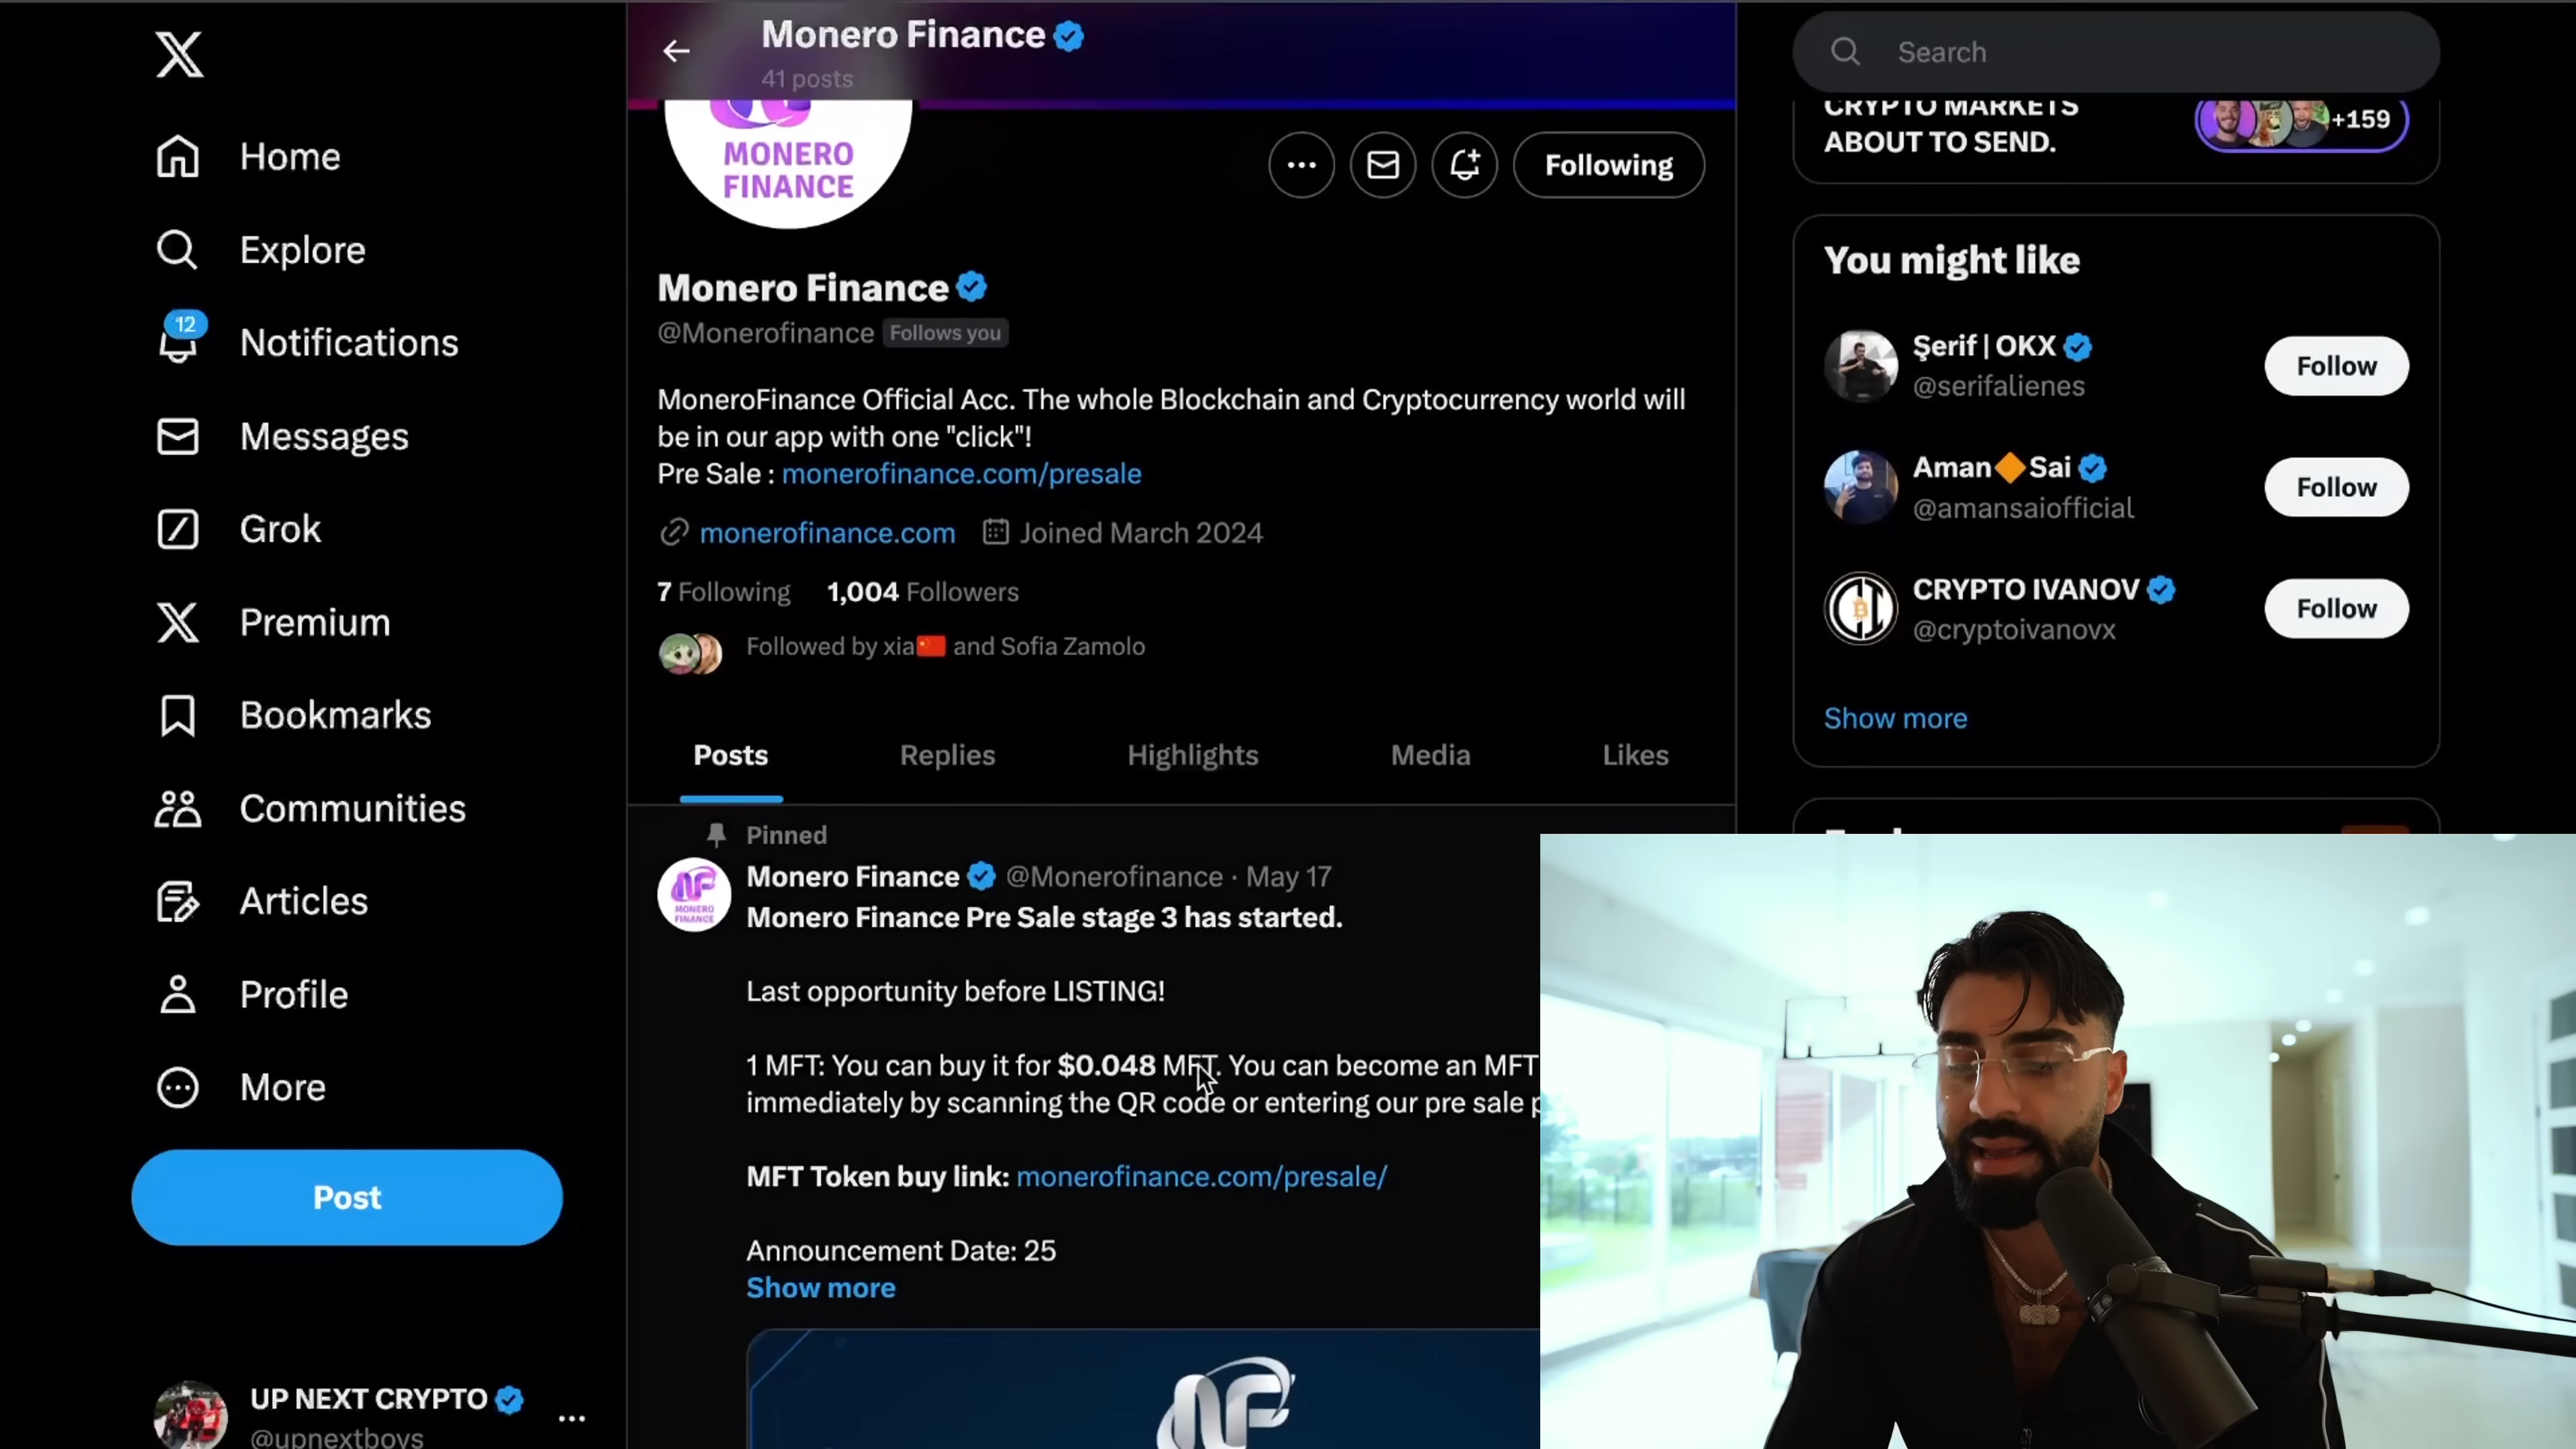 Home
Explore
12
Notifications
Messages
Grok
Premium
Bookmarks
Communities
Articles
Profile
More
Post
UP NEXT CRYPTO
@upnextboys
Monero Finance
41 posts
MONERO
FINANCE
Following
Monero Finance
@Monerofinance Follows you
MoneroFinance Official Acc. The whole Blockchain and Cryptocurrency world will
be in our app with one "click"!
Pre Sale : monerofinance.com/presale
monerofinance.com Joined March 2024
7 Following 1,004 Followers
Followed by xia🇨🇳 and Sofia Zamolo
Posts Replies Highlights Media Likes
Pinned
MONERO
FINANCE
Monero Finance @Monerofinance · May 17
Monero Finance Pre Sale stage 3 has started.
Last opportunity before LISTING!
1 MFT: You can buy it for $0.048 MFT. You can become an MFT
immediately by scanning the QR code or entering our pre sale
MFT Token buy link: monerofinance.com/presale/
Announcement Date: 25
Show more
Search
CRYPTO MARKETS
ABOUT TO SEND.
+159
You might like
Şerif | OKX
@serifalienes
Follow
Aman🔶Sai
@amansaiofficial
Follow
CRYPTO IVANOV
@cryptoivanovx
Follow
Show more